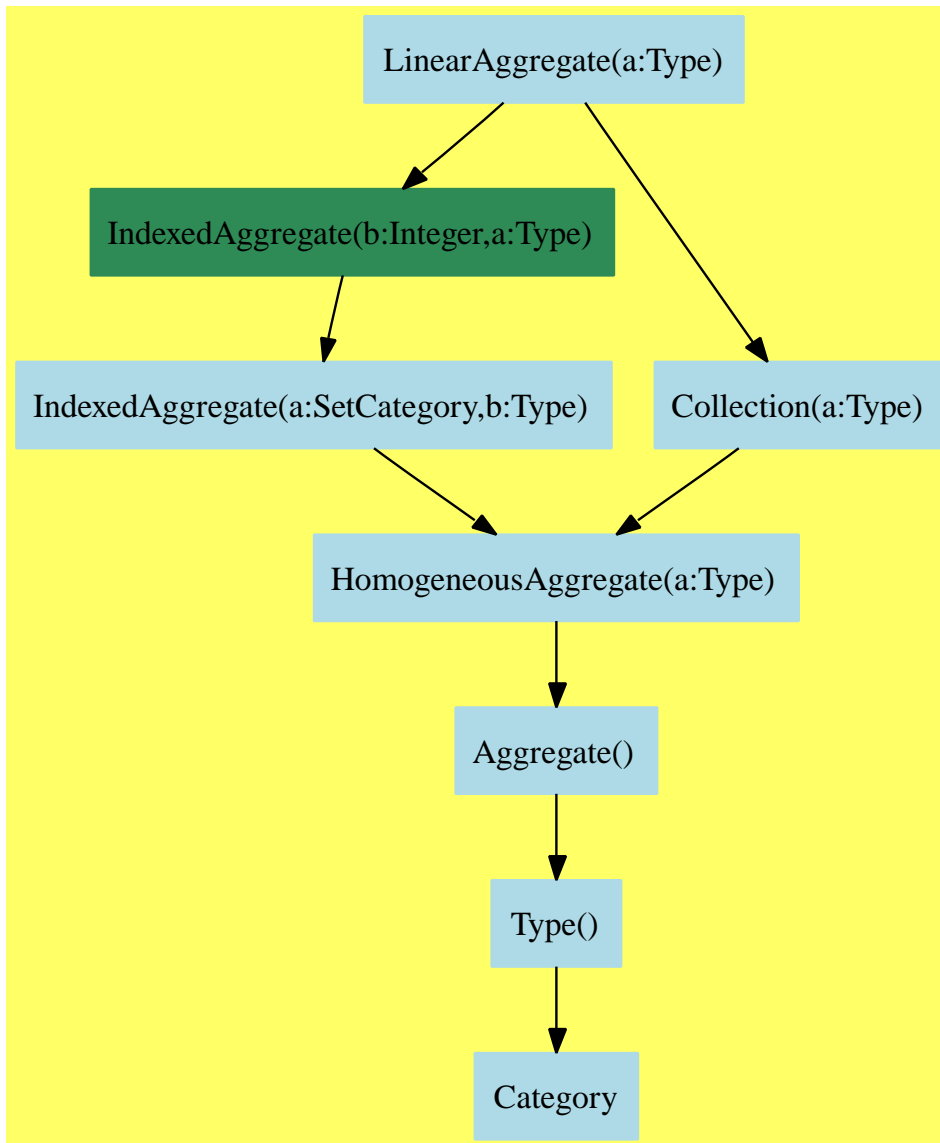 LinearAggregate(a:Type)
IndexedAggregate(b:Integer,a:Type)
IndexedAggregate(a:SetCategory,b:Type)
Collection(a:Type)
HomogeneousAggregate(a:Type)
Aggregate()
Type()
Category